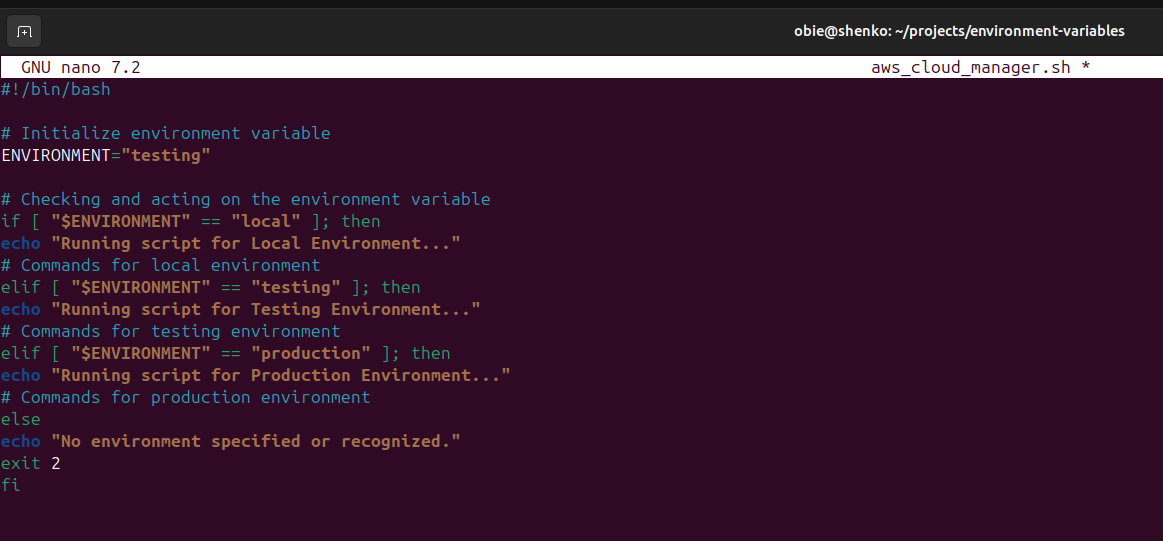 obie@shenko: ~/projects/environment-variables
GNU nano 7.2 aws_cloud_manager.sh *
#!/bin/bash
# Initialize environment variable
ENVIRONMENT="testing"
# Checking and acting on the environment variable
if [ "$ENVIRONMENT" == "local" ]; then
echo "Running script for Local Environment..."
# Commands for local environment
elif [ "$ENVIRONMENT" == "testing" ]; then
echo "Running script for Testing Environment..."
# Commands for testing environment
elif [ "$ENVIRONMENT" == "production" ]; then
echo "Running script for Production Environment..."
# Commands for production environment
else
echo "No environment specified or recognized."
exit 2
fi